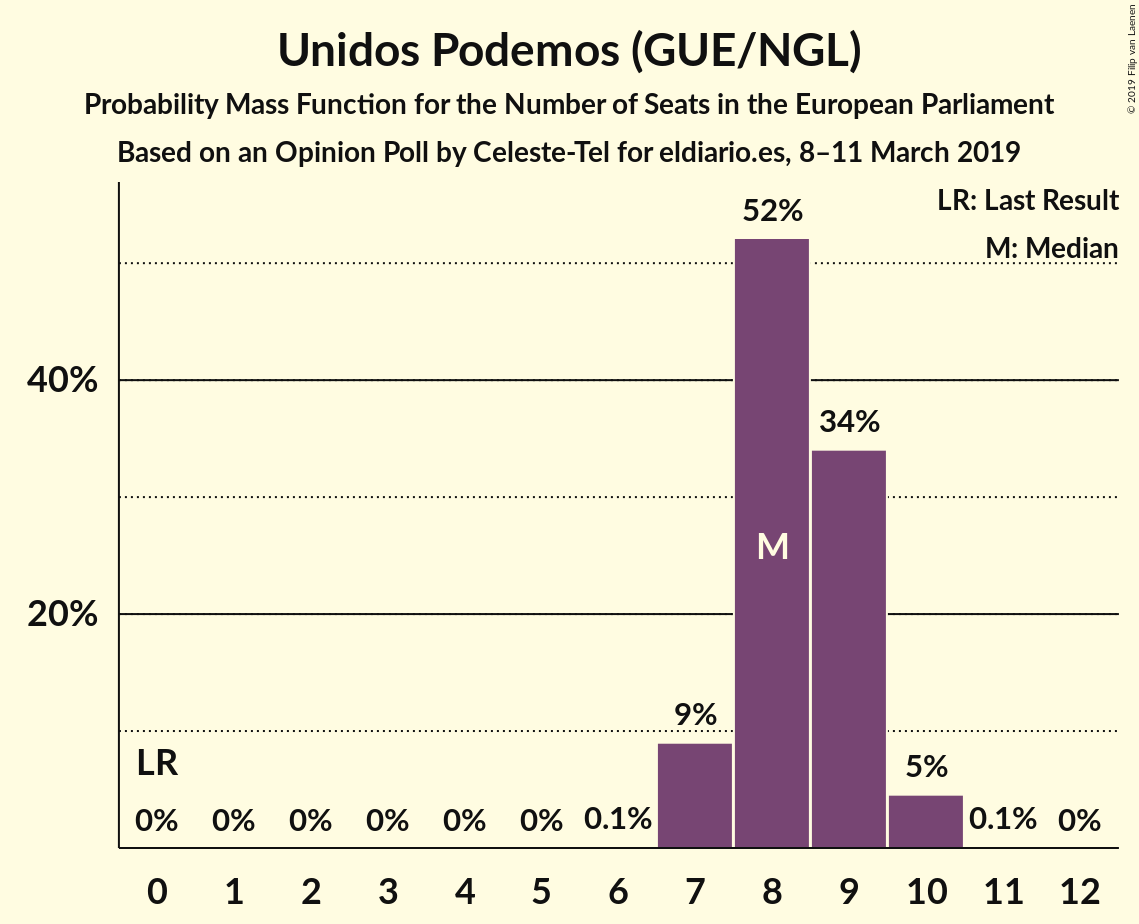 Unidos Podemos (GUE/NGL)
Probability Mass Function for the Number of Seats in the European Parliament
Based on an Opinion Poll by Celeste-Tel for eldiario.es, 8–11 March 2019
© 2019 Filip van Laenen
LR: Last Result
M: Median
52%
40%
34%
M
20%
9%
LR
5%
0% 0% 0% 0% 0% 0% 0.1% 0.1% 0%
0 1 2 3 4 5 6 7 8 9 10 11 12